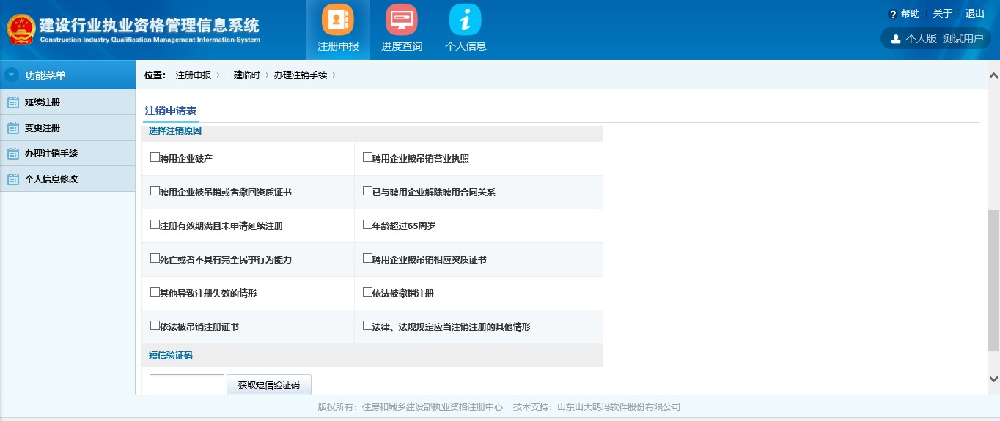 建设行业执业资格管理信息系统
Construction Industry Qualification Management Information System
注册申报
进度查询
个人信息
? 帮助 关于 退出
个人版 测试用户
功能菜单
延续注册
变更注册
办理注销手续
个人信息修改
位置： 注册申报 > 一建临时 > 办理注销手续 >
注销申请表
选择注销原因
聘用企业破产
聘用企业被吊销营业执照
聘用企业被吊销或者撤回资质证书
已与聘用企业解除聘用合同关系
注册有效期满且未申请延续注册
年龄超过65周岁
死亡或者不具有完全民事行为能力
聘用企业被吊销相应资质证书
其他导致注册失效的情形
依法被撤销注册
依法被吊销注册证书
法律、法规规定应当注销注册的其他情形
短信验证码
获取短信验证码
版权所有：住房和城乡建设部执业资格注册中心 技术支持：山东山大鸥玛软件股份有限公司